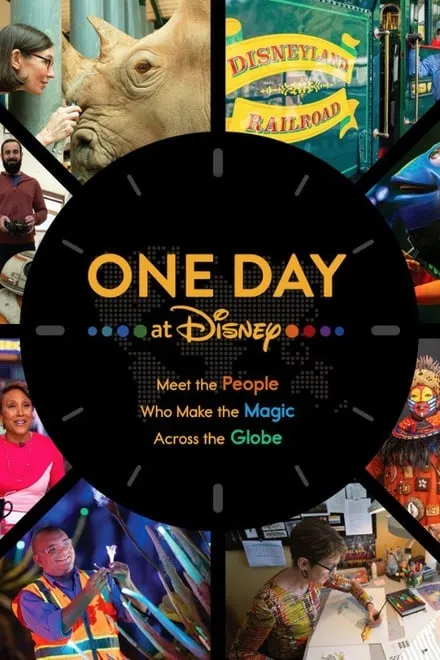 DISNEYLAND
RAILROAD
ONE DAY
at Disney
Meet the People
Who Make the Magic
Across the Globe